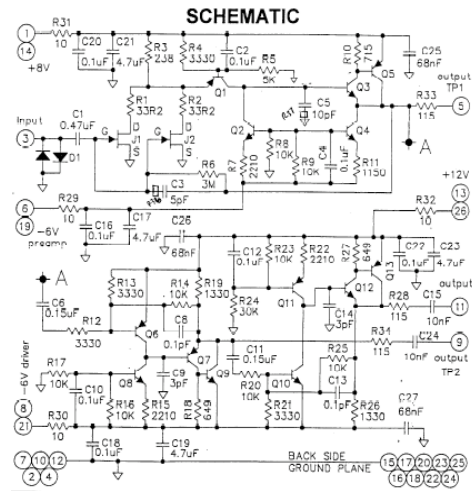 SCHEMATIC
1
14
R31
10
+8V
C20
0.1uF
C21
4.7uF
R3
R4
3330
C2
0.1uF
R5
5K
Q1
R10
715
Q5
C25
68nF
output
TP1
5
R33
115
Q3
C5
10pF
Input
3
C1
0.47uF
D1
R1
33R2
R2
33R2
D
G
J1
S
D
G
J2
S
Q2
R7
2210
R8
10K
R9
10K
C4
0.1uF
Q4
R11
1150
A
R6
3M
C3
5pF
+12V
13
26
R32
10
6
19
R29
10
-6V
preamp
C16
0.1uF
C17
4.7uF
C26
68nF
A
C6
0.15uF
R12
3330
R13
3330
R14
10K
R19
1330
C8
0.1pF
Q6
Q7
C12
0.1uF
R23
10K
R22
2210
R24
30K
Q11
R27
649
Q12
Q13
C22
0.1uF
C23
4.7uF
C14
3pF
R28
115
C15
10nF
11
output
9
output
TP2
R34
115
C24
10nF
-6V driver
8
21
R17
10K
R30
10
C10
0.1uF
R16
10K
Q8
R15
2210
C9
3pF
R18
649
Q9
C11
0.15uF
R20
10K
Q10
R21
3330
R25
10K
C13
0.1pF
R26
1330
C27
68nF
C18
0.1uF
C19
4.7uF
7 10 12
2 4
BACK SIDE
GROUND PLANE
15 17 20 23 25
16 18 22 24